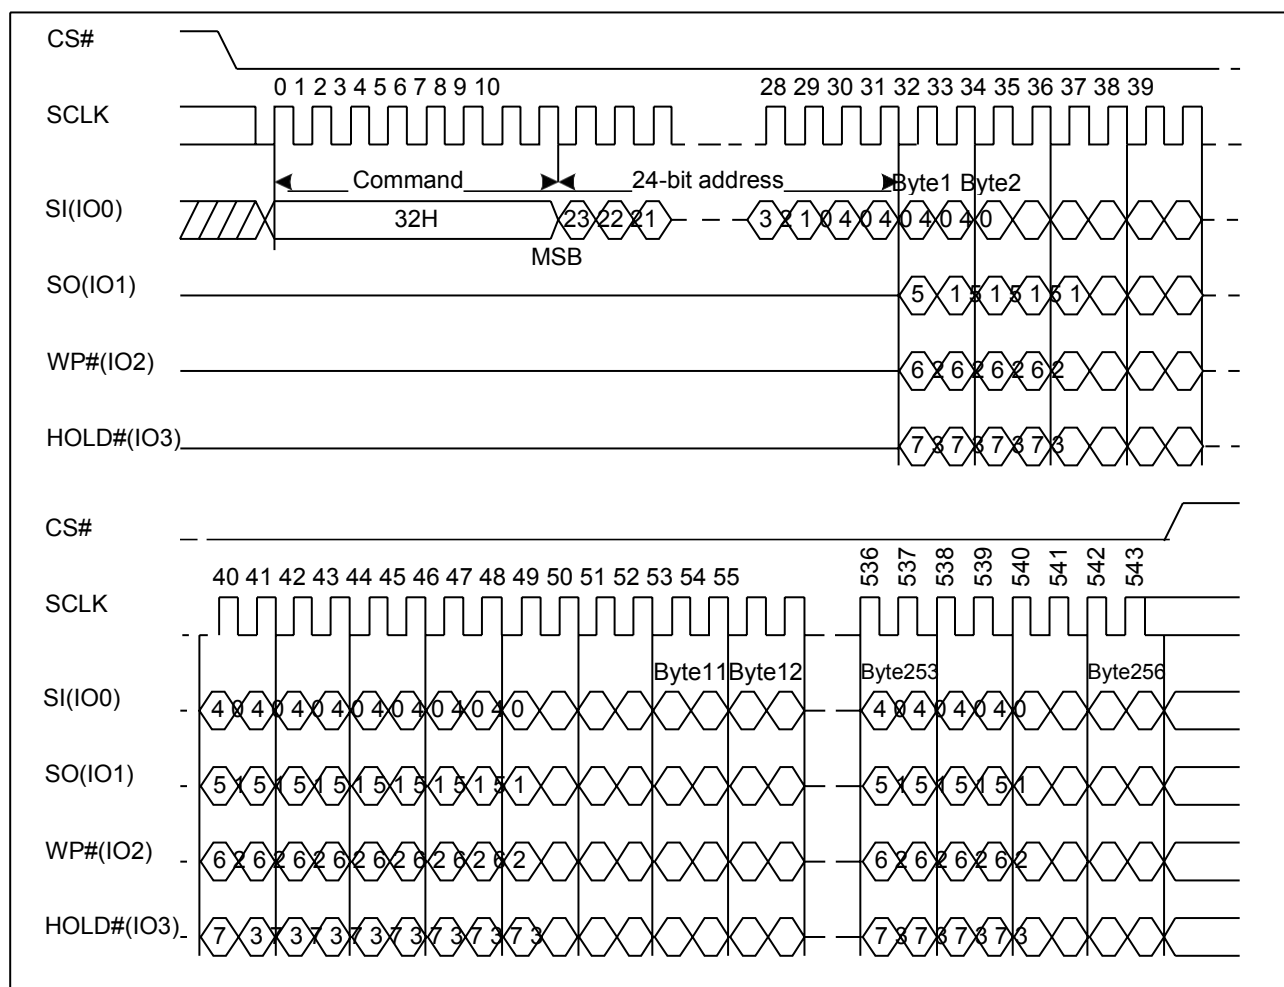 CS#
0 1 2 3 4 5 6 7 8 9 10 28 29 30 31 32 33 34 35 36 37 38 39
SCLK
Command 24-bit address Byte1 Byte2
SI(IO0) 32H 23 22 21 3 2 1 0 4 0 4 0 4 0 4 0
MSB
SO(IO1) 5 1 5 1 5 1 5 1
WP#(IO2) 6 2 6 2 6 2 6 2
HOLD#(IO3) 7 3 7 3 7 3 7 3
CS#
40 41 42 43 44 45 46 47 48 49 50 51 52 53 54 55 536 537 538 539 540 541 542 543
SCLK
Byte11 Byte12 Byte253 Byte256
SI(IO0) 4 0 4 0 4 0 4 0 4 0 4 0 4 0 4 0 4 0 4 0 4 0 4 0
SO(IO1) 5 1 5 1 5 1 5 1 5 1 5 1 5 1 5 1 5 1 5 1 5 1 5 1
WP#(IO2) 6 2 6 2 6 2 6 2 6 2 6 2 6 2 6 2 6 2 6 2 6 2 6 2
HOLD#(IO3) 7 3 7 3 7 3 7 3 7 3 7 3 7 3 7 3 7 3 7 3 7 3 7 3